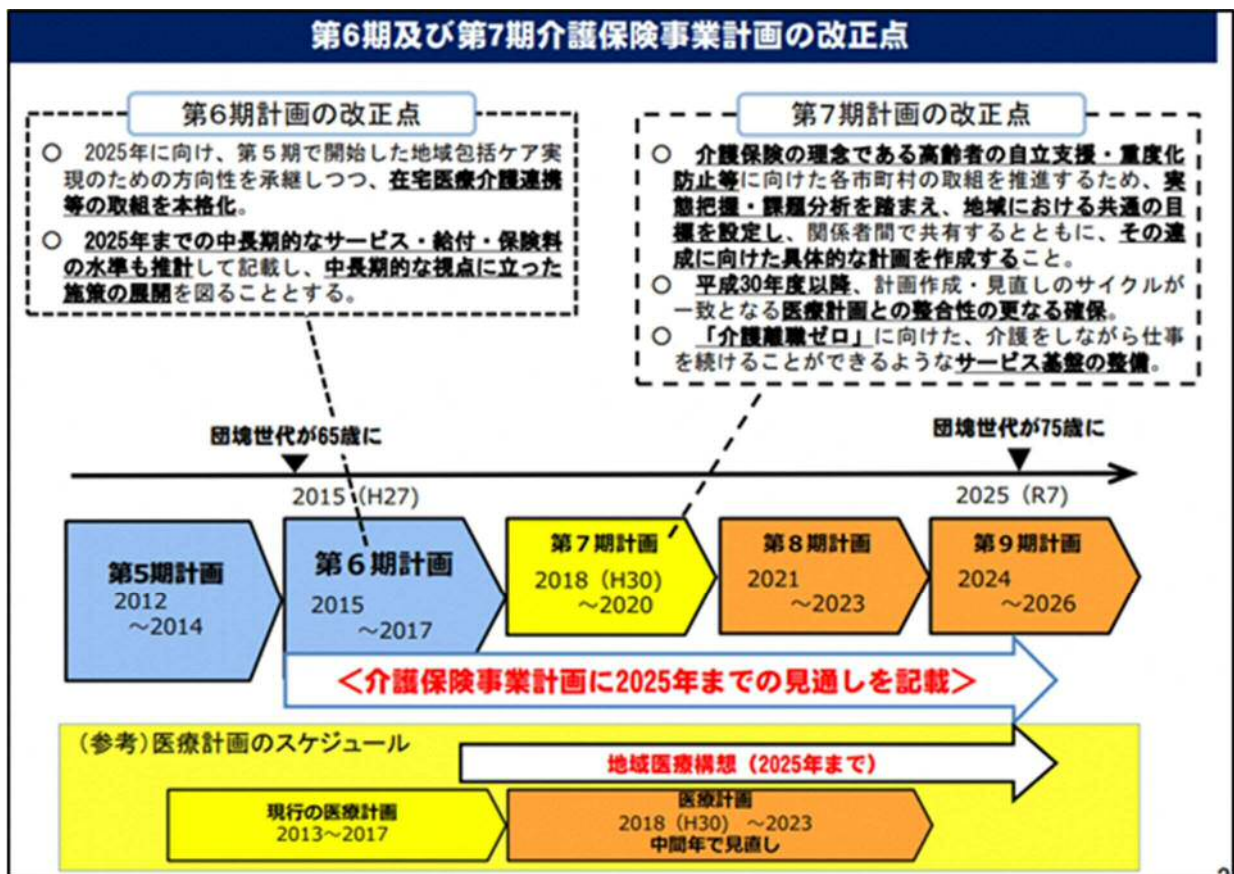 第6期及び第7期介護保険事業計画の改正点
第6期計画の改正点
○ 2025年に向け、第５期で開始した地域包括ケア実
現のための方向性を承継しつつ、在宅医療介護連携
等の取組を本格化。
○ 2025年までの中長期的なサービス・給付・保険料
の水準も推計して記載し、中長期的な視点に立った
施策の展開を図ることとする。
第7期計画の改正点
○ 介護保険の理念である高齢者の自立支援・重度化
防止等に向けた各市町村の取組を推進するため、実
態把握・課題分析を踏まえ、地域における共通の目
標を設定し、関係者間で共有するとともに、その達
成に向けた具体的な計画を作成すること。
○ 平成30年度以降、計画作成・見直しのサイクルが
一致となる医療計画との整合性の更なる確保。
○ 「介護離職ゼロ」に向けた、介護をしながら仕事
を続けることができるようなサービス基盤の整備。
団塊世代が65歳に
団塊世代が75歳に
2015（H27）
2025（R7）
第5期計画
2012
～2014
第６期計画
2015
～2017
第７期計画
2018（H30）
～2020
第８期計画
2021
～2023
第９期計画
2024
～2026
＜介護保険事業計画に2025年までの見通しを記載＞
（参考）医療計画のスケジュール
地域医療構想（2025年まで）
現行の医療計画
2013～2017
医療計画
2018（H30） ～2023
中間年で見直し